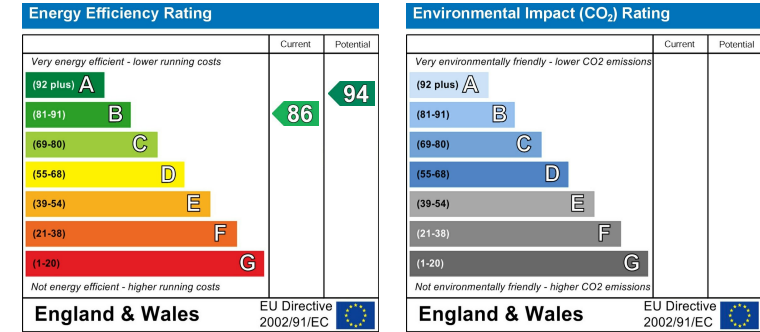 Energy Efficiency Rating
Current Potential
Very energy efficient - lower running costs
(92 plus) A
(81-91) B
(69-80) C
(55-68) D
(39-54) E
(21-38) F
(1-20) G
86
94
Not energy efficient - higher running costs
England & Wales
EU Directive
2002/91/EC
Environmental Impact (CO₂) Rating
Current Potential
Very environmentally friendly - lower CO2 emissions
(92 plus) A
(81-91) B
(69-80) C
(55-68) D
(39-54) E
(21-38) F
(1-20) G
Not environmentally friendly - higher CO2 emissions
England & Wales
EU Directive
2002/91/EC